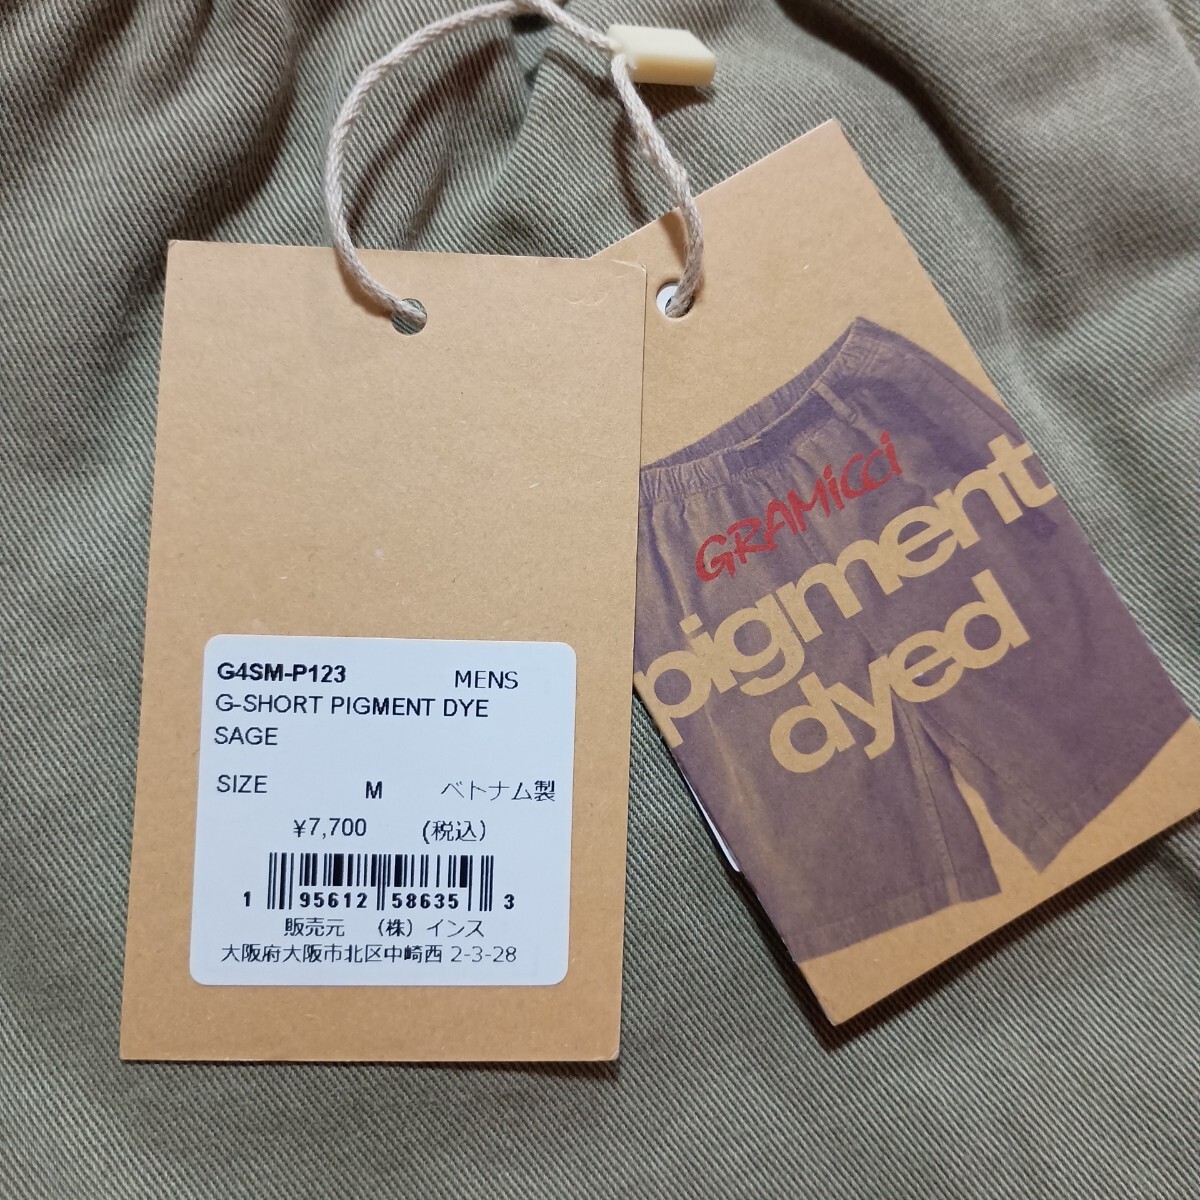 G4SM-P123 MENS
G-SHORT PIGMENT DYE
SAGE
SIZE M ベトナム製
¥7,700 (税込)
1 95612 58635 3
販売元 (株) インス
大阪府大阪市北区中崎西 2-3-28
GRAMiCCi
pigment
dyed